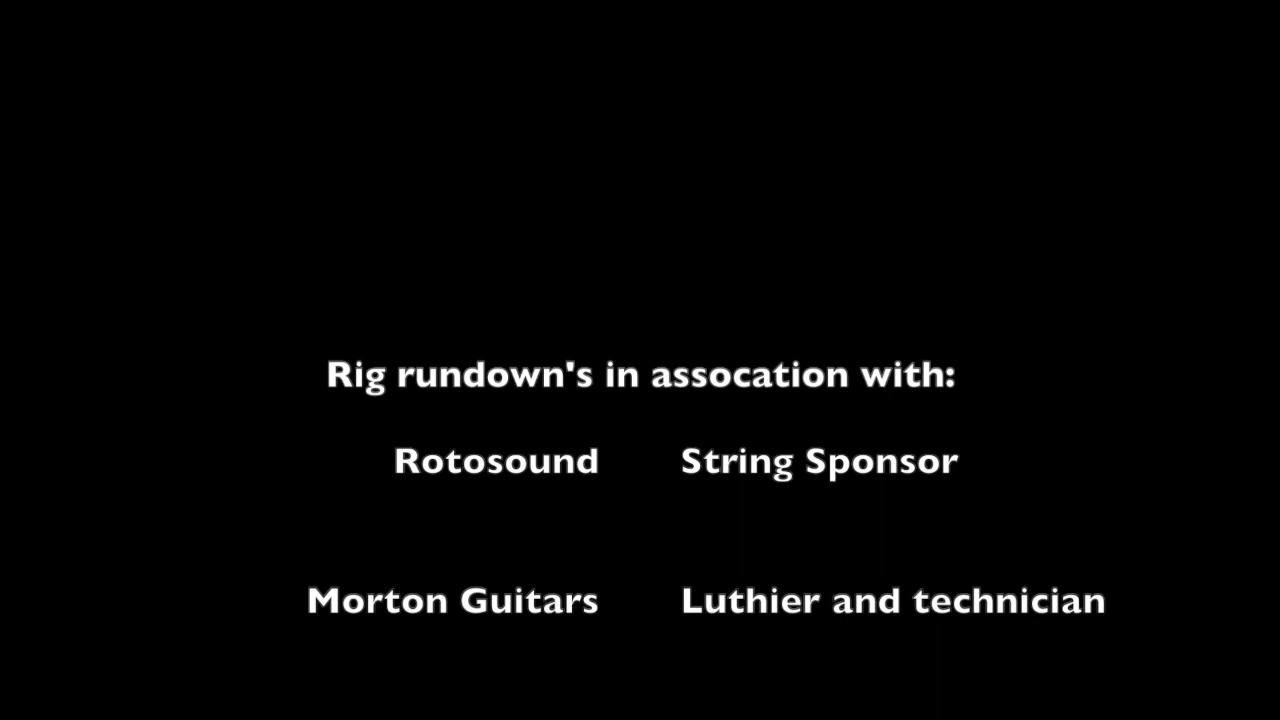 Rig rundown's in assocation with:
Rotosound String Sponsor
Morton Guitars Luthier and technician